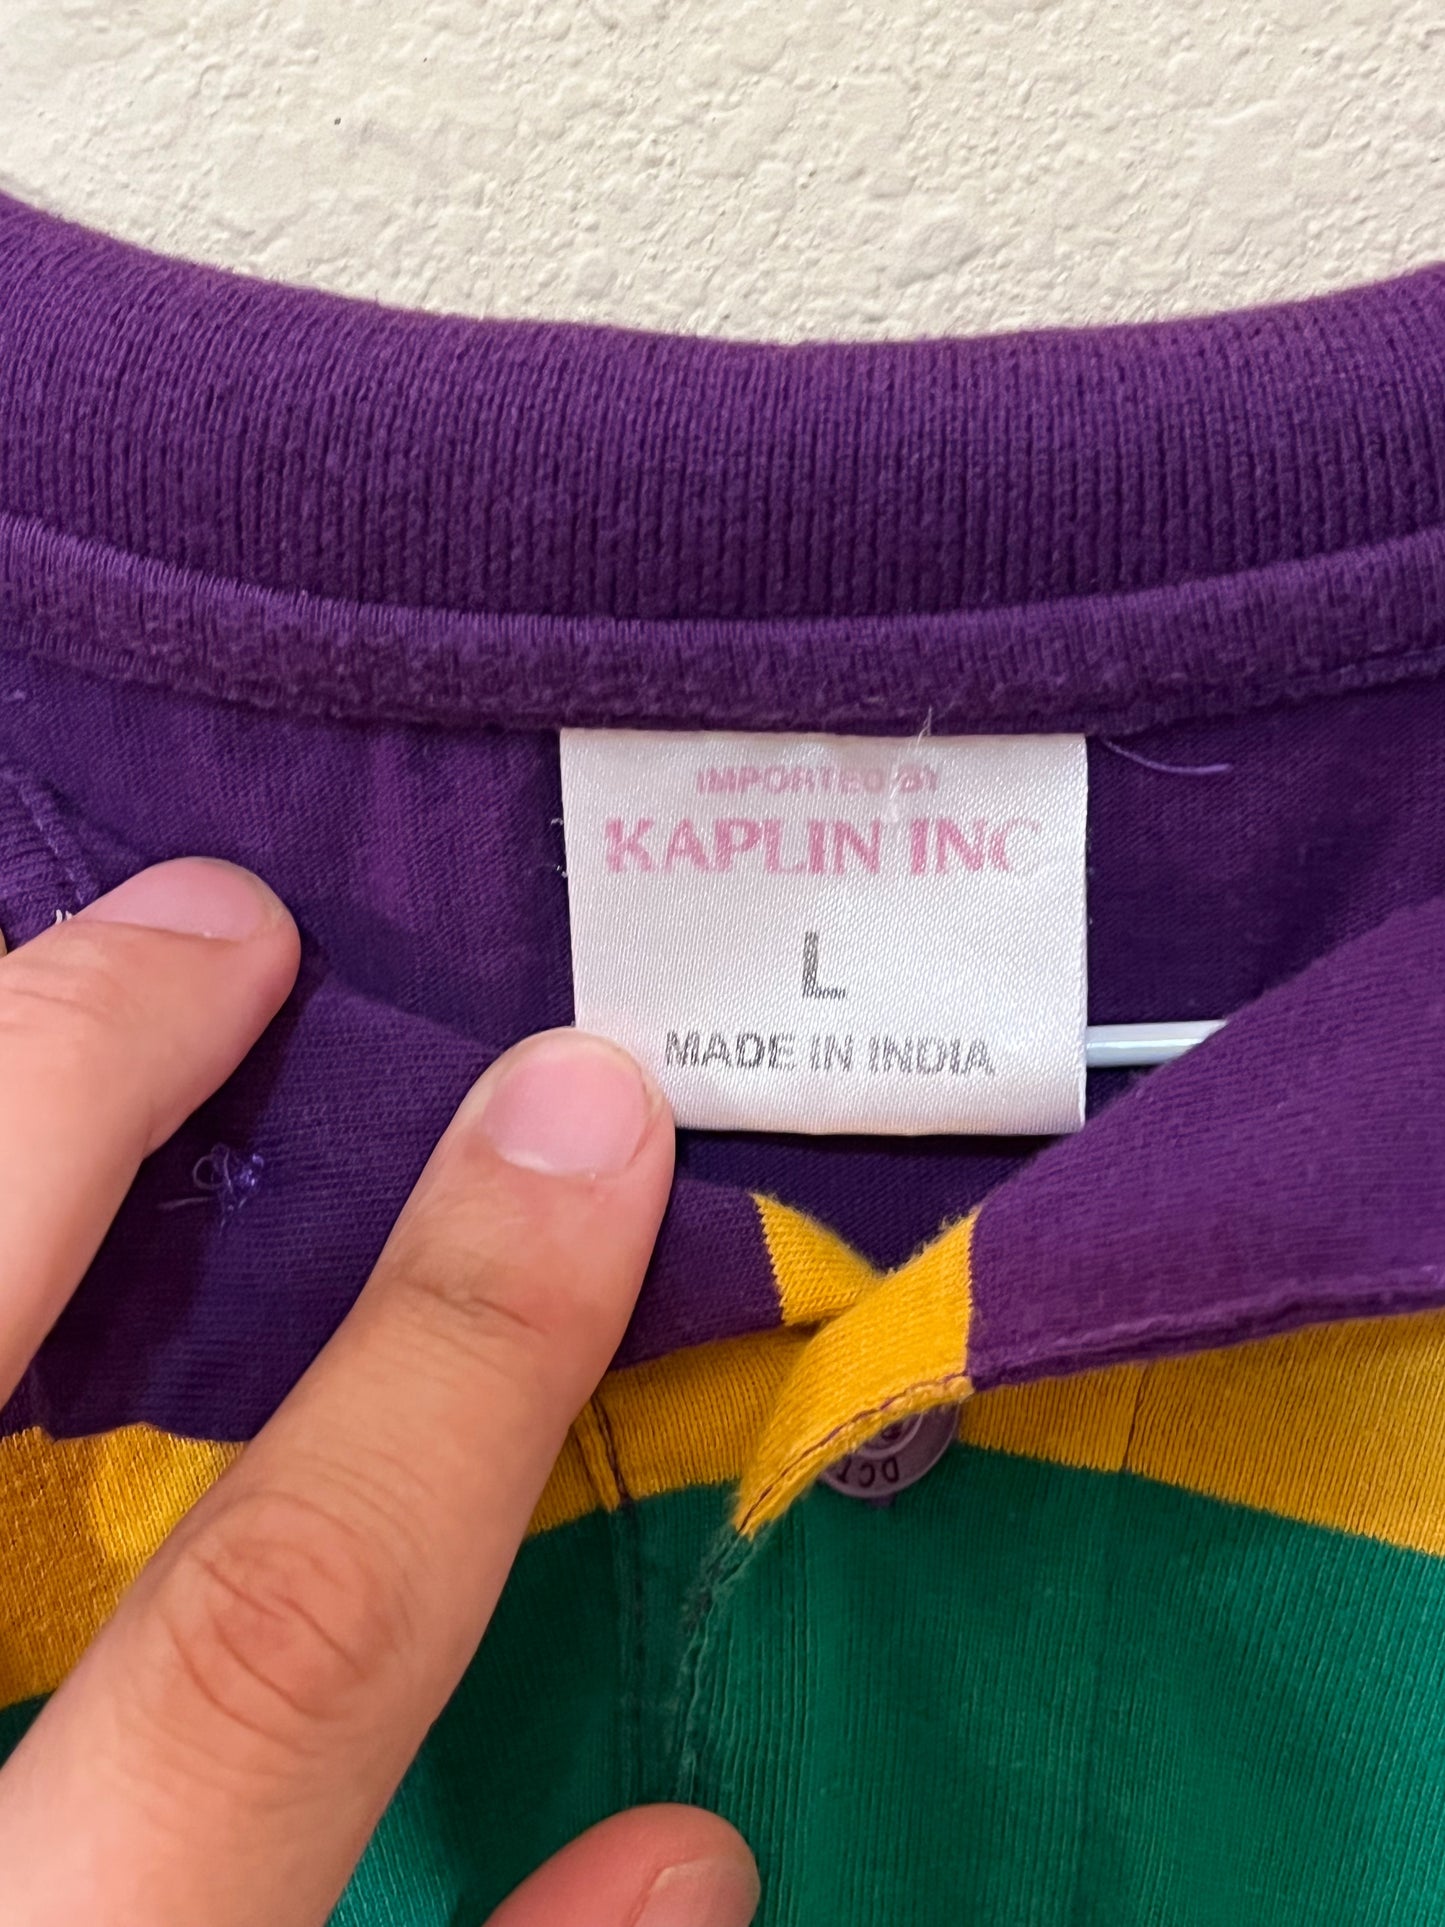 IMPORTED BY
KAPLIN INC
L
MADE IN INDIA